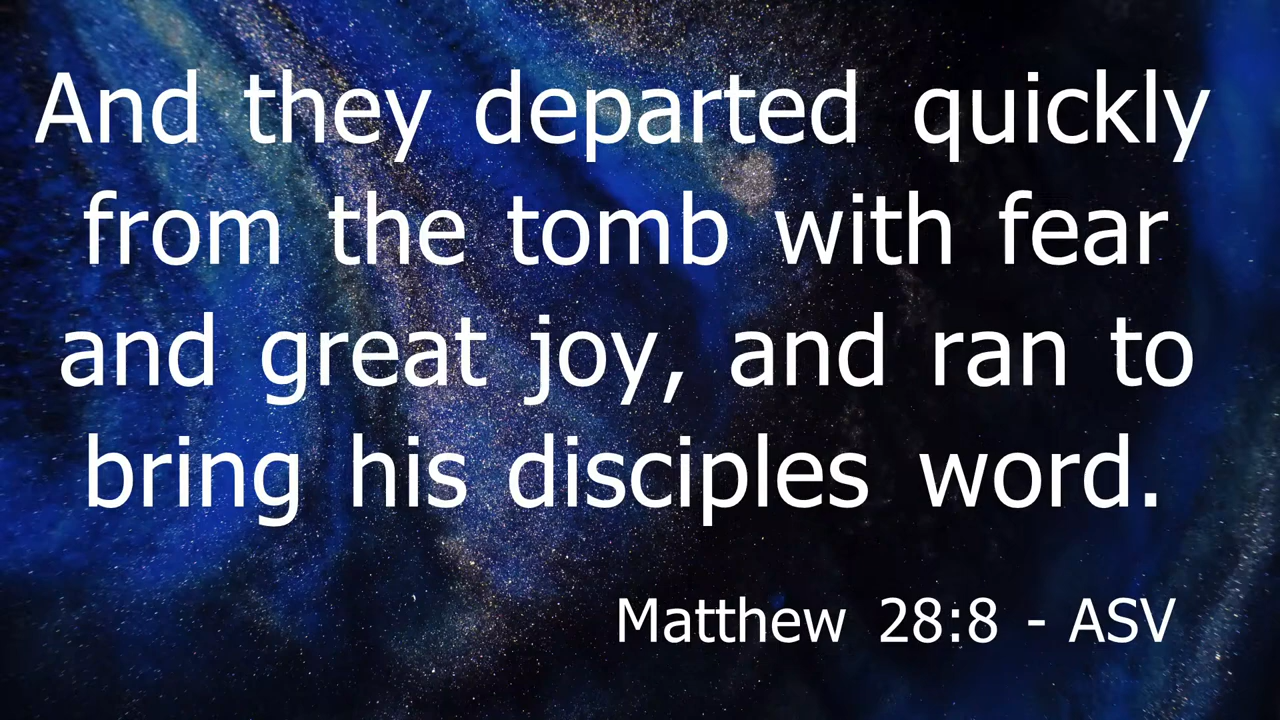 And they departed quickly
from the tomb with fear
and great joy, and ran to
bring his disciples word.
Matthew 28:8 - ASV